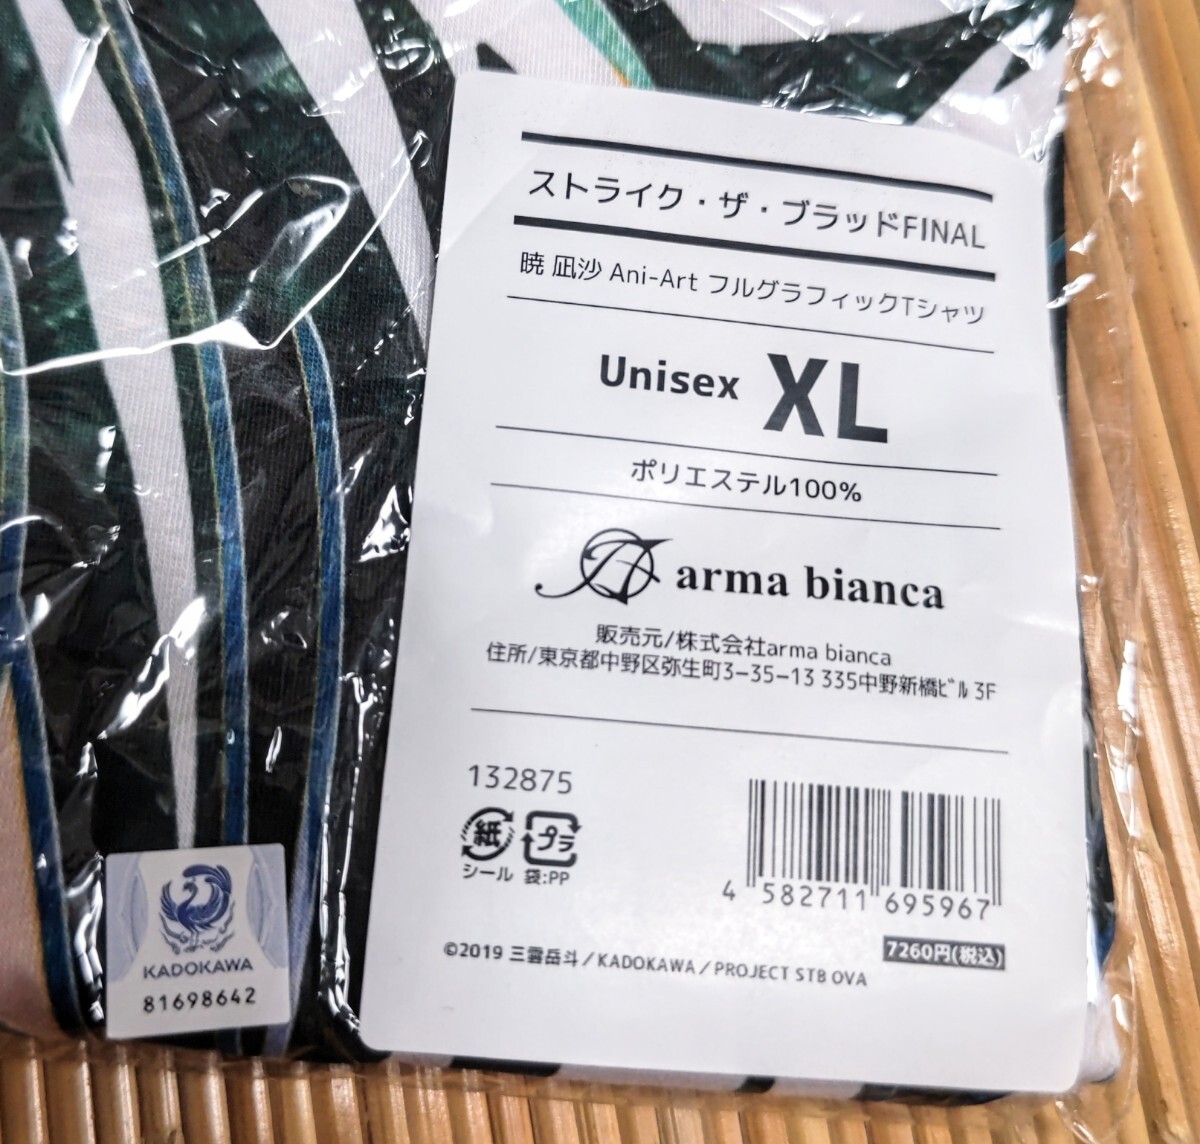 ストライク・ザ・ブラッドFINAL
暁 凪沙 Ani-Art フルグラフィックTシャツ
Unisex XL
ポリエステル100%
arma bianca
販売元/株式会社arma bianca
住所/東京都中野区弥生町3−35−13 335中野新橋ﾋﾞﾙ 3F
132875
紙 プラ
シール 袋:PP
4 582711 695967
7260円(税込)
©2019 三雲岳斗/KADOKAWA/PROJECT STB OVA
KADOKAWA
81698642